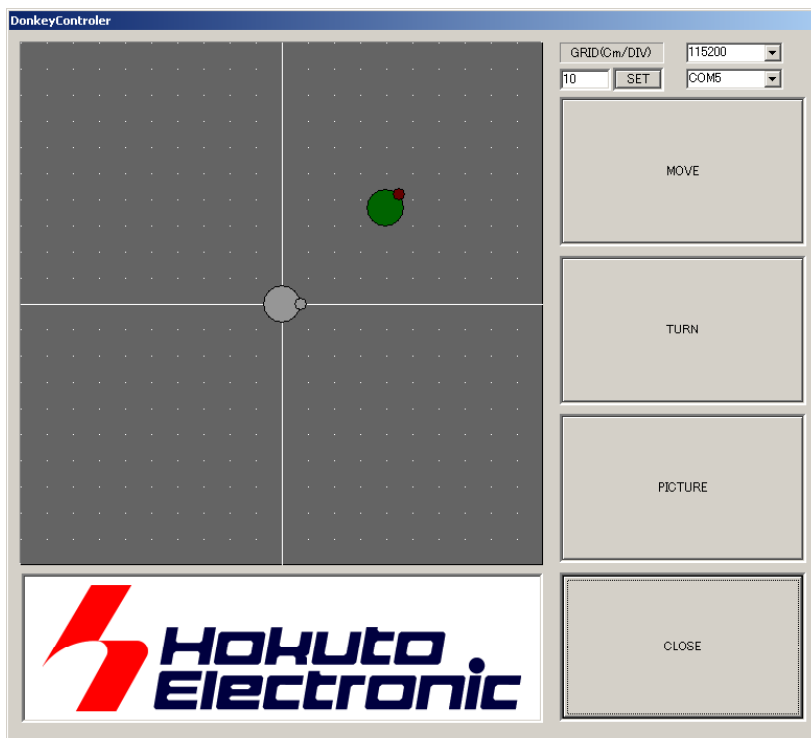 DonkeyControler
GRID(Cm/DIV)
115200
10
SET
COM5
MOVE
TURN
PICTURE
CLOSE
Hokuto
Electronic